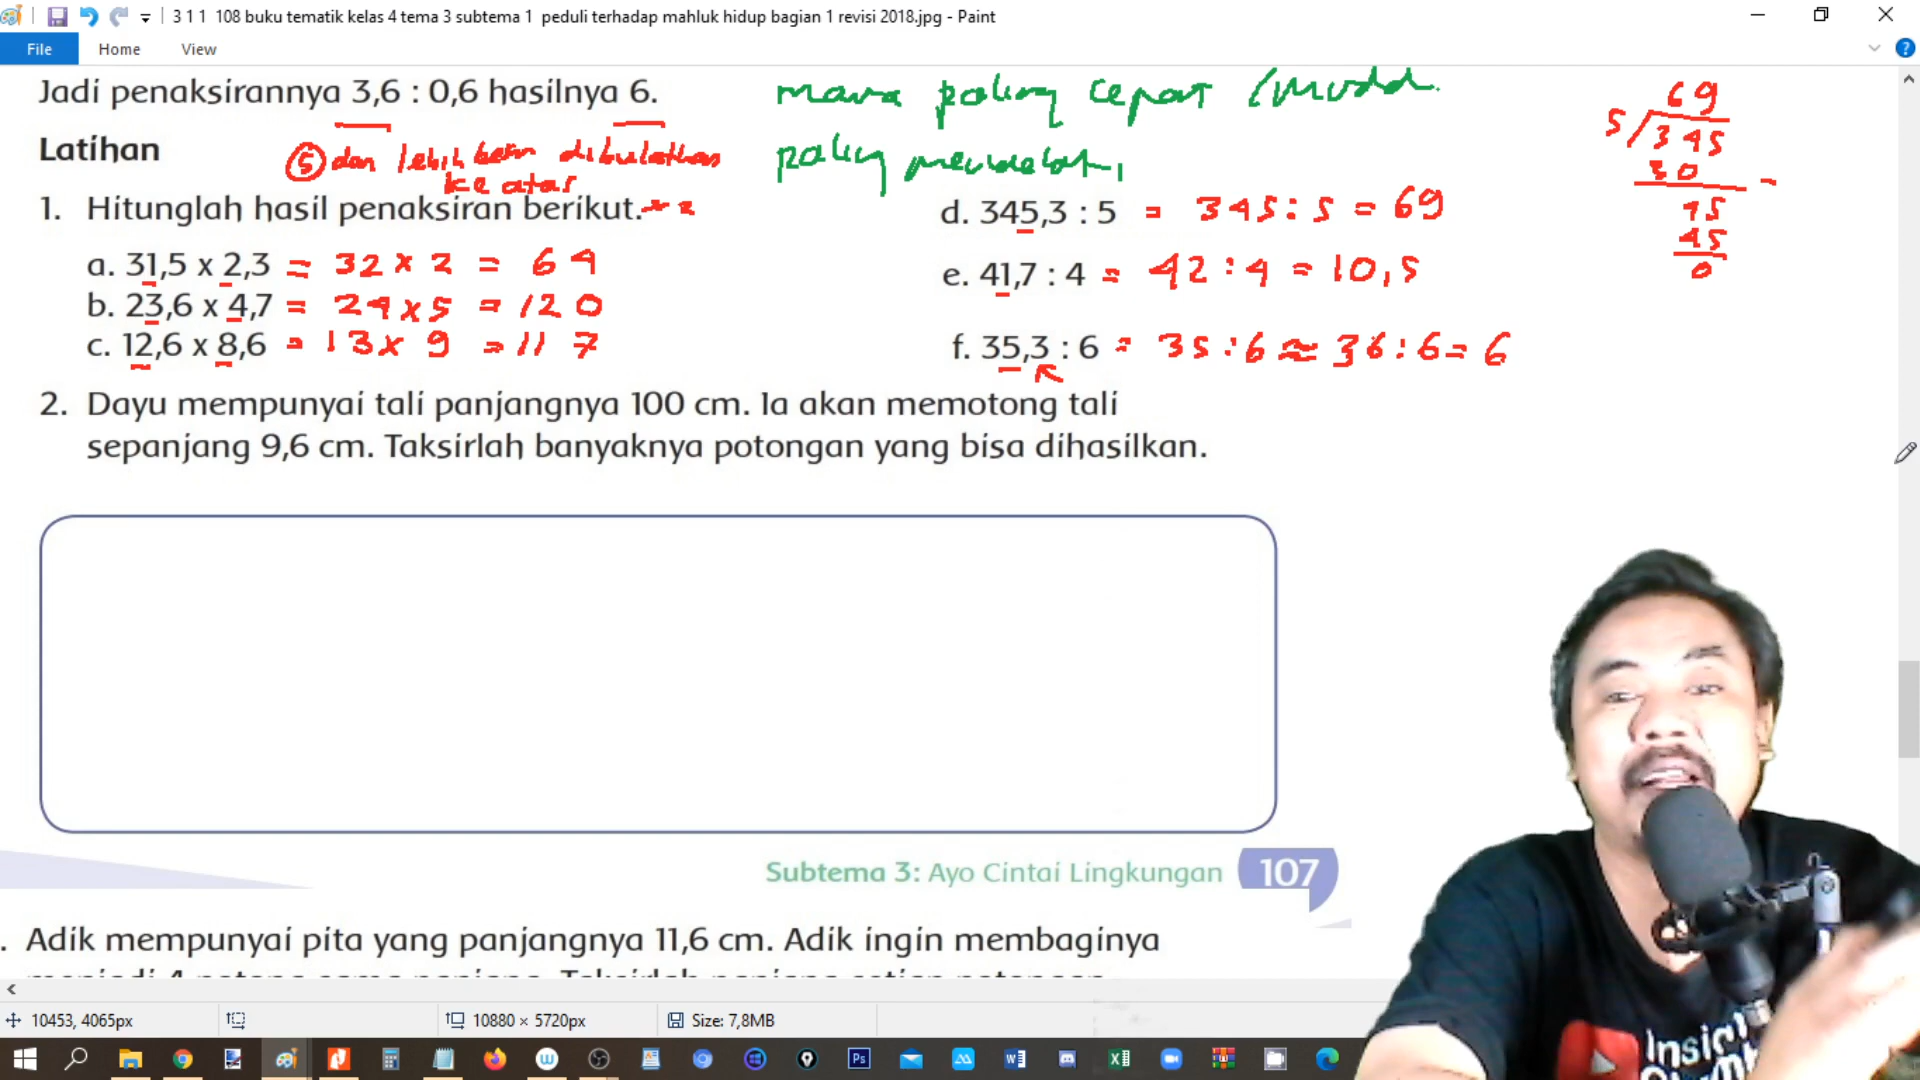 3 1 1 108 buku tematik kelas 4 tema 3 subtema 1 peduli terhadap mahluk hidup bagian 1 revisi 2018.jpg - Paint
File Home View
Jadi penaksirannya 3,6 : 0,6 hasilnya 6.
mana paling cepat /mudd.
69
5/345
30
45
45
0
Latihan
5 dan lebih besar dibulatkan
ke atas
paling mendekati
1. Hitunglah hasil penaksiran berikut.
a. 31,5 x 2,3 = 32 x 2 = 64
b. 23,6 x 4,7 = 24 x 5 = 120
c. 12,6 x 8,6 = 13 x 9 = 117
d. 345,3 : 5 = 345 : 5 = 69
e. 41,7 : 4 = 42 : 4 = 10,5
f. 35,3 : 6 = 35 : 6 ≈ 36 : 6 = 6
2. Dayu mempunyai tali panjangnya 100 cm. Ia akan memotong tali
sepanjang 9,6 cm. Taksirlah banyaknya potongan yang bisa dihasilkan.
Subtema 3: Ayo Cintai Lingkungan 107
. Adik mempunyai pita yang panjangnya 11,6 cm. Adik ingin membaginya
10453, 4065px
10880 × 5720px
Size: 7,8MB